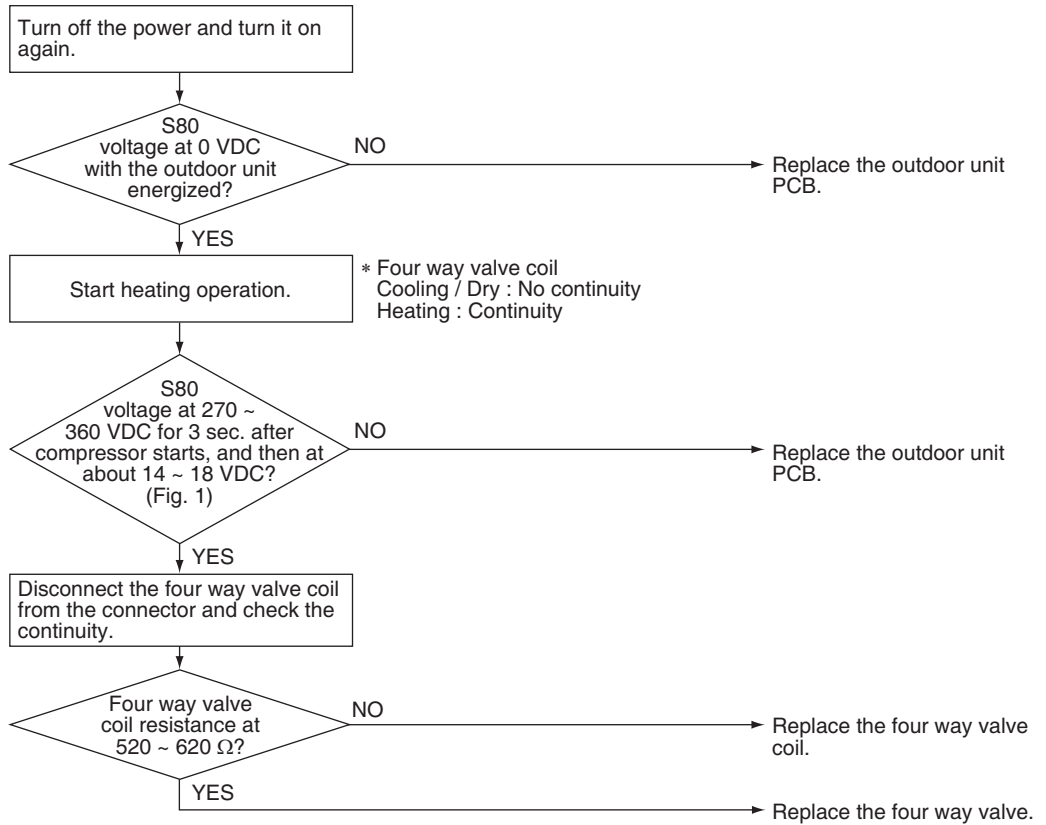 Turn off the power and turn it on
again.
S80
voltage at 0 VDC
with the outdoor unit
energized?
NO
Replace the outdoor unit
PCB.
YES
Start heating operation.
* Four way valve coil
Cooling / Dry : No continuity
Heating : Continuity
S80
voltage at 270 ~
360 VDC for 3 sec. after
compressor starts, and then at
about 14 ~ 18 VDC?
(Fig. 1)
NO
Replace the outdoor unit
PCB.
YES
Disconnect the four way valve coil
from the connector and check the
continuity.
Four way valve
coil resistance at
520 ~ 620 Ω?
NO
Replace the four way valve
coil.
YES
Replace the four way valve.